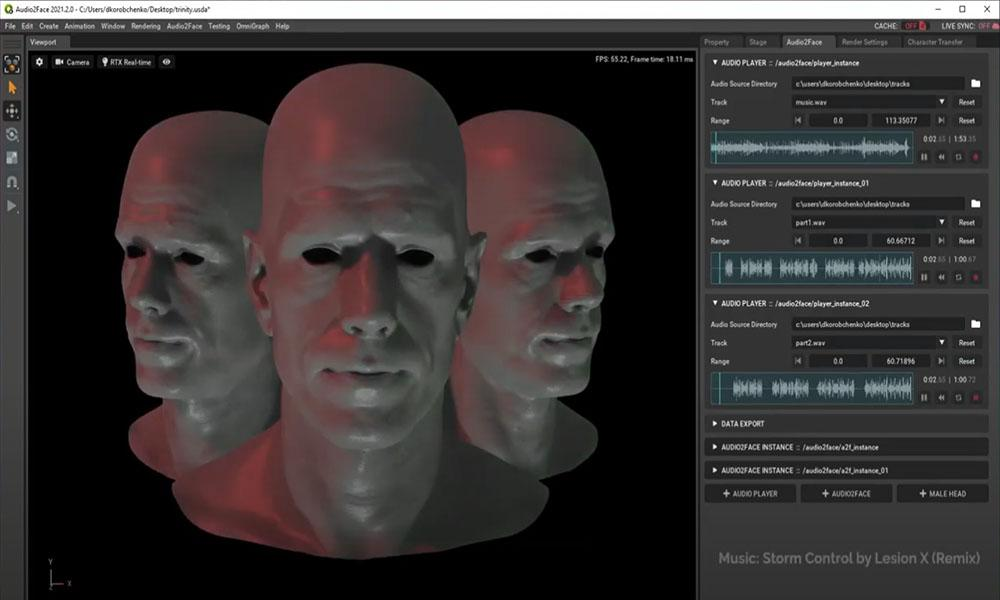 Audio2Face 2021.2.0 - C:/Users/dkorobchenko/Desktop/trinity.usda*
File Edit Create Animation Window Rendering Audio2Face Testing OmniGraph Help
CACHE: OFF LIVE SYNC: OFF
Viewport
Property Stage Audio2Face Render Settings Character Transfer
Camera RTX Real-time
FPS: 55.22, Frame time: 18.11 ms
AUDIO PLAYER :: /audio2face/player_instance
Audio Source Directory c:\users\dkorobchenko\desktop\tracks
Track music.wav Reset
Range 0.0 113.35077 Reset
0:02 | 1:53
AUDIO PLAYER :: /audio2face/player_instance_01
Audio Source Directory c:\users\dkorobchenko\desktop\tracks
Track part1.wav Reset
Range 0.0 60.66712 Reset
0:02 | 1:00.67
AUDIO PLAYER :: /audio2face/player_instance_02
Audio Source Directory c:\users\dkorobchenko\desktop\tracks
Track part2.wav Reset
Range 0.0 60.71896 Reset
0:02 | 1:00.72
DATA EXPORT
AUDIO2FACE INSTANCE :: /audio2face/a2f_instance
AUDIO2FACE INSTANCE :: /audio2face/a2f_instance_01
+ AUDIO PLAYER + AUDIO2FACE + MALE HEAD
Music: Storm Control by Lesion X (Remix)
Y
X